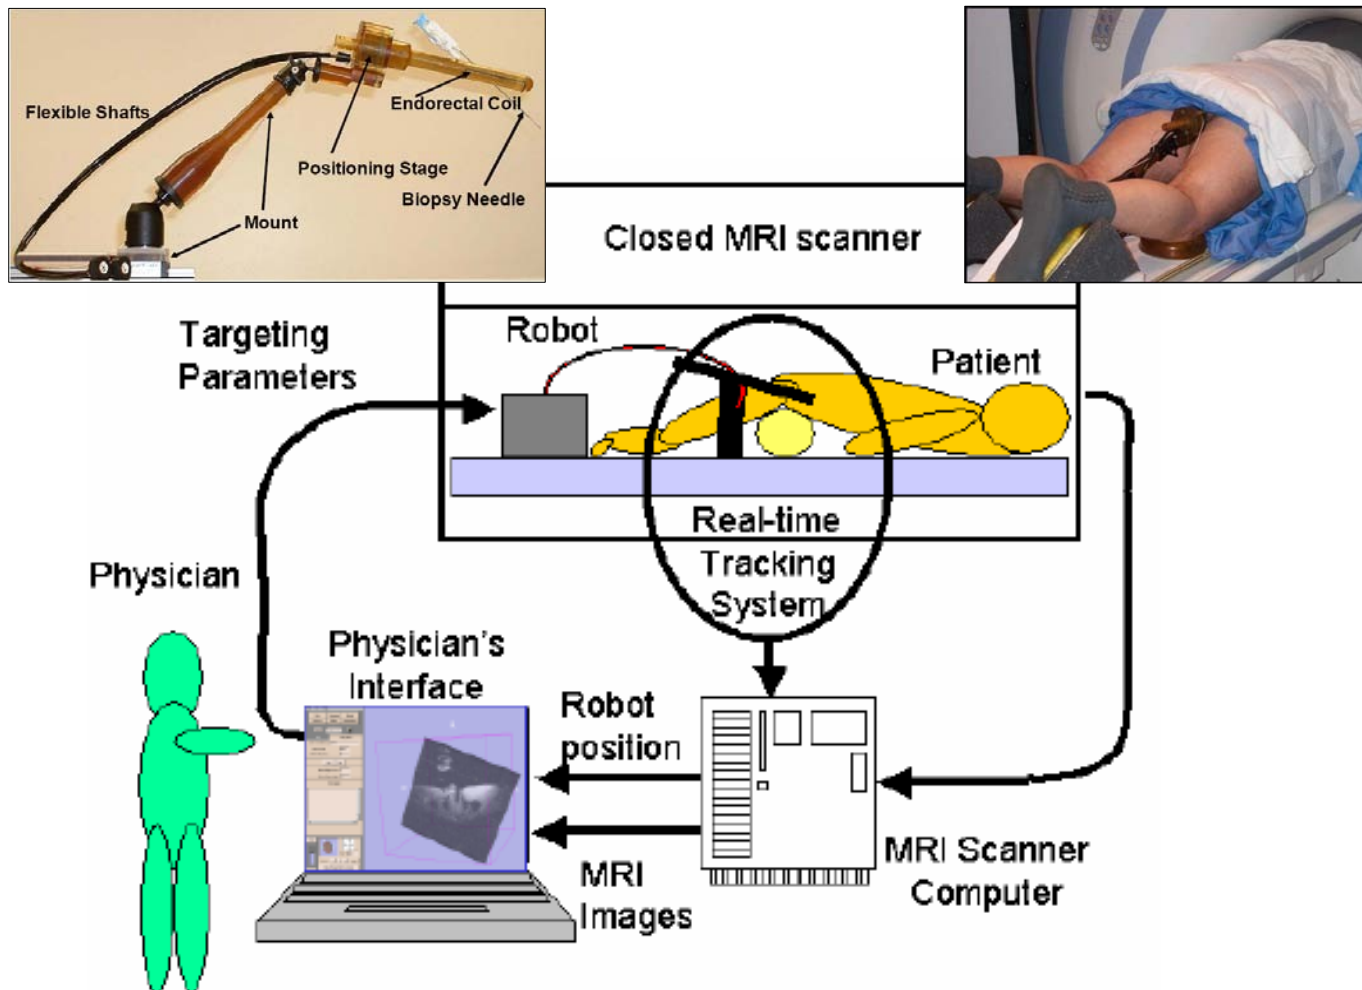 Flexible Shafts
Endorectal Coil
Positioning Stage
Biopsy Needle
Mount
Closed MRI scanner
Targeting
Parameters
Robot
Patient
Real-time
Tracking
System
Physician
Physician's
Interface
Robot
position
MRI
Images
MRI Scanner
Computer